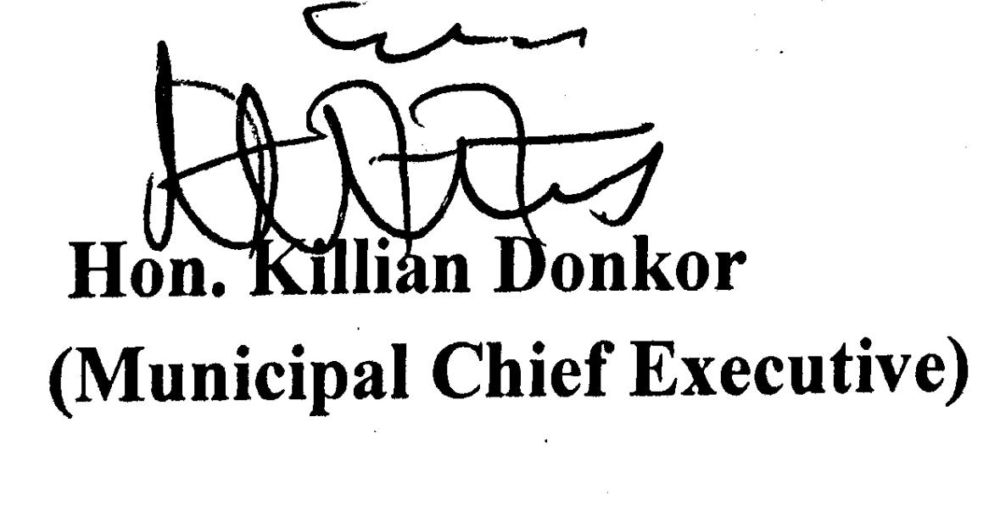 Hon. Killian Donkor
(Municipal Chief Executive)